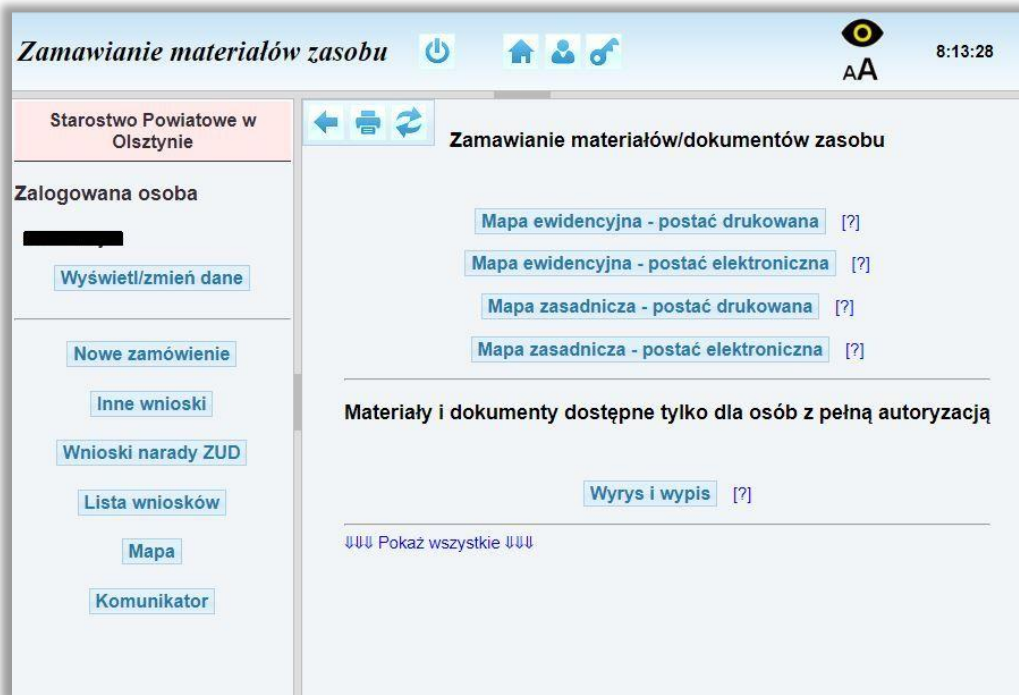 Zamawianie materiałów zasobu
AA
8:13:28
Starostwo Powiatowe w
Olsztynie
Zalogowana osoba
Wyświetl/zmień dane
Nowe zamówienie
Inne wnioski
Wnioski narady ZUD
Lista wniosków
Mapa
Komunikator
Zamawianie materiałów/dokumentów zasobu
Mapa ewidencyjna - postać drukowana [?]
Mapa ewidencyjna - postać elektroniczna [?]
Mapa zasadnicza - postać drukowana [?]
Mapa zasadnicza - postać elektroniczna [?]
Materiały i dokumenty dostępne tylko dla osób z pełną autoryzacją
Wyrys i wypis [?]
⇓⇓⇓ Pokaż wszystkie ⇓⇓⇓